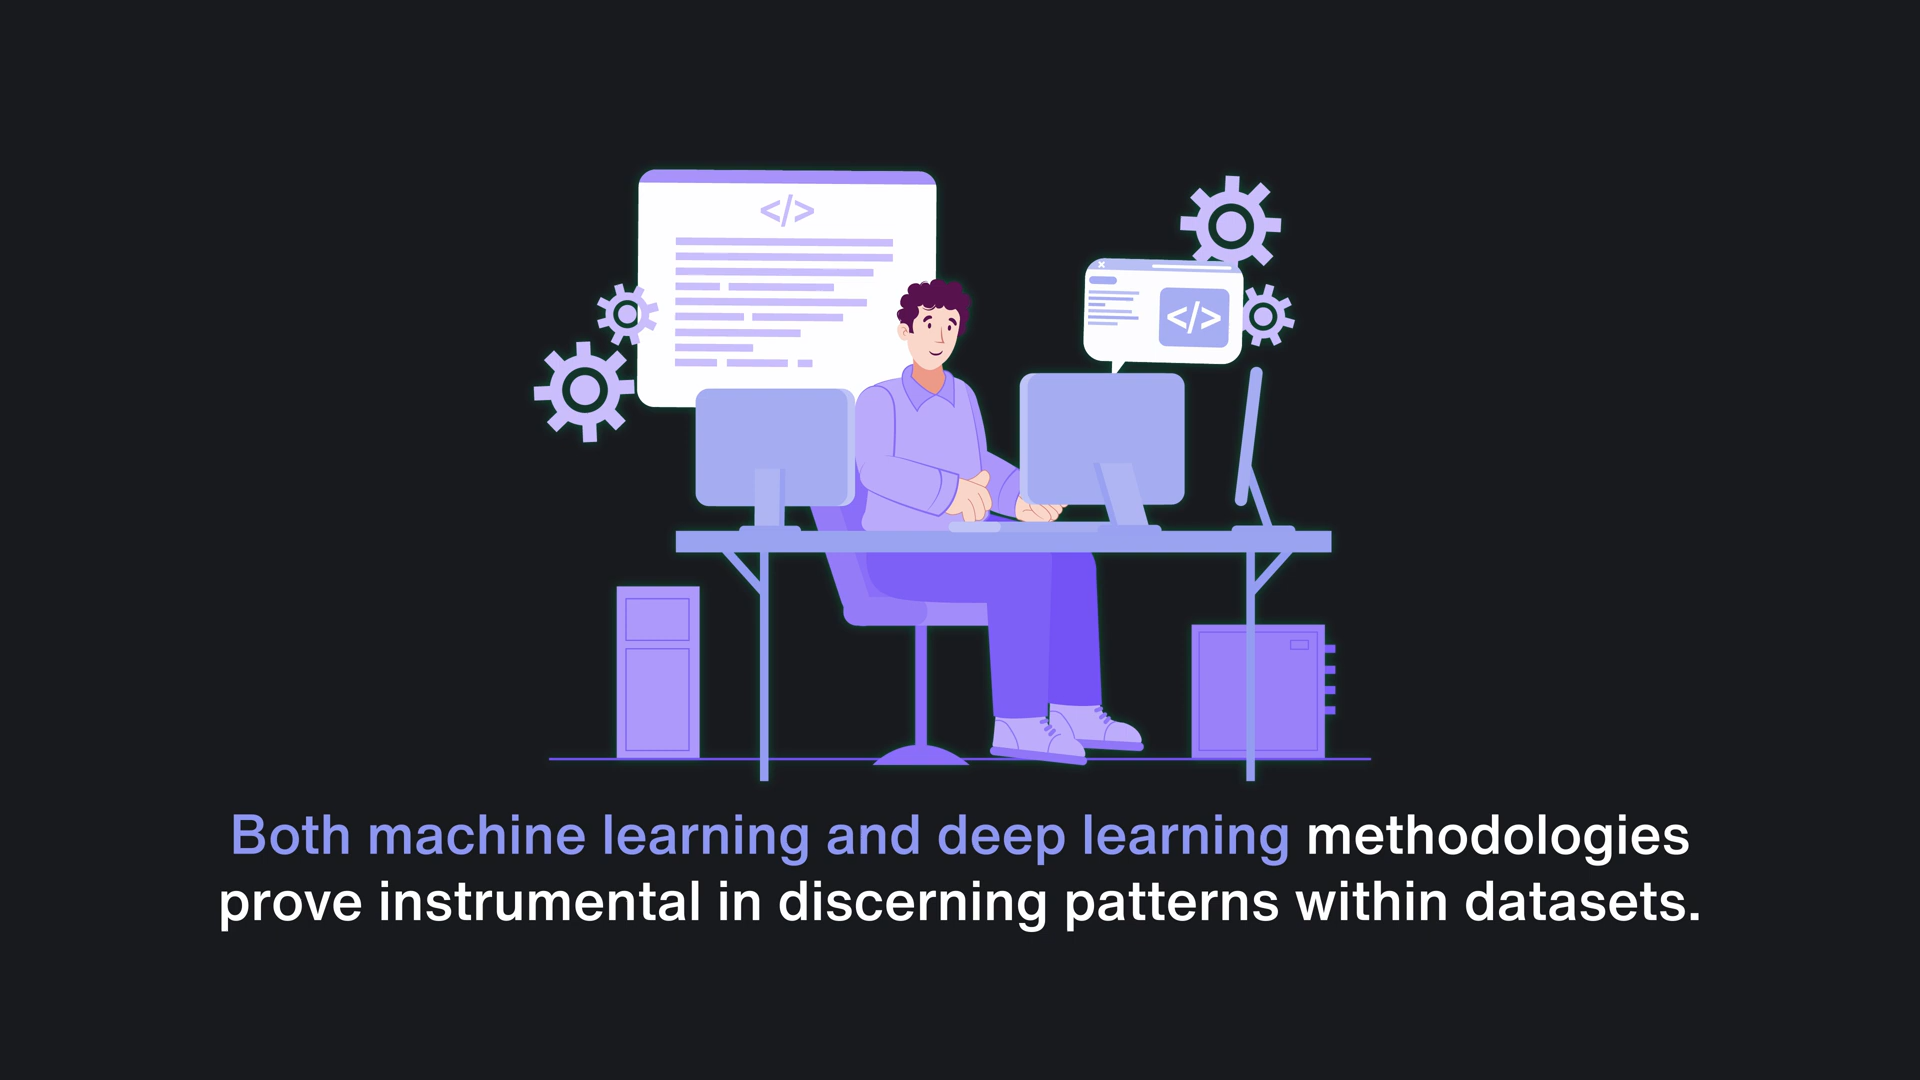 </>
</>
Both machine learning and deep learning methodologies
prove instrumental in discerning patterns within datasets.